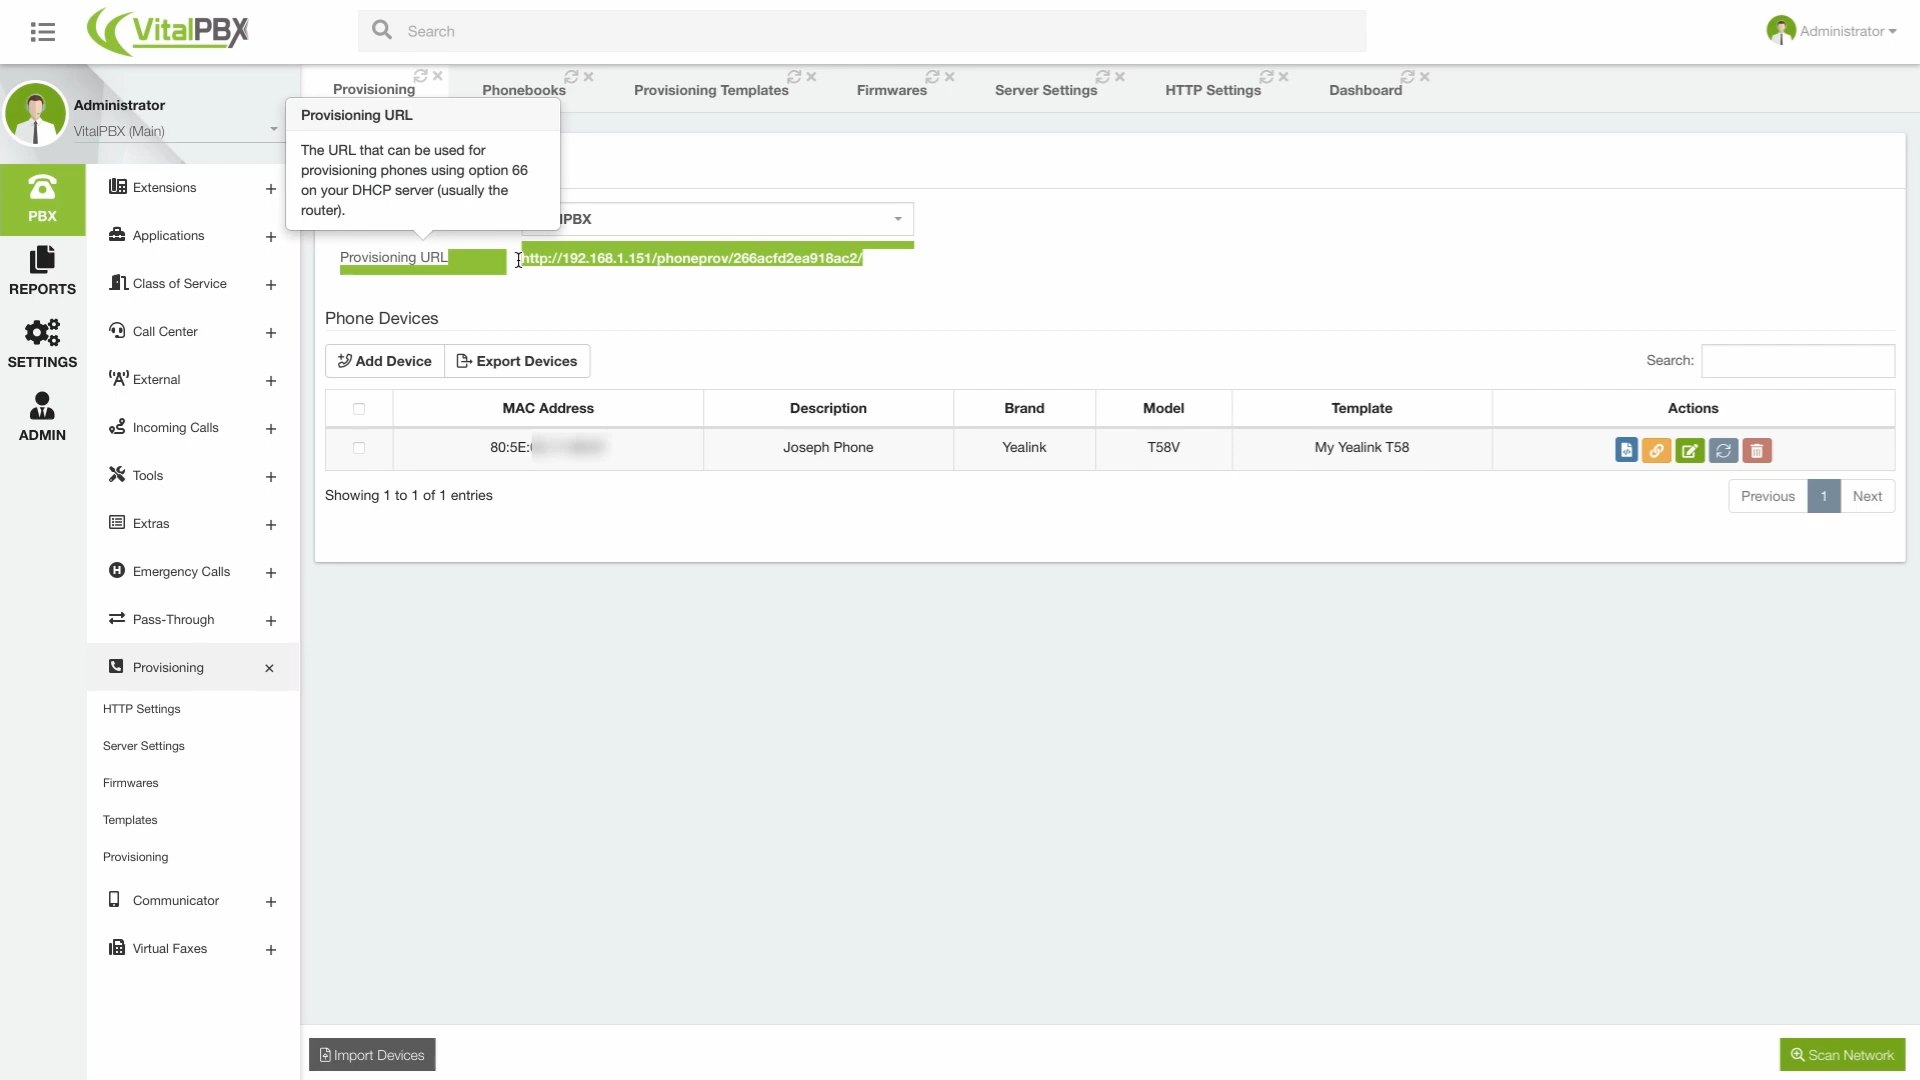 VitalPBX
Search
Administrator
Administrator
VitalPBX (Main)
PBX
REPORTS
SETTINGS
ADMIN
Extensions
Applications
Class of Service
Call Center
External
Incoming Calls
Tools
Extras
Emergency Calls
Pass-Through
Provisioning
HTTP Settings
Server Settings
Firmwares
Templates
Provisioning
Communicator
Virtual Faxes
Provisioning
Phonebooks
Provisioning Templates
Firmwares
Server Settings
HTTP Settings
Dashboard
Provisioning URL
The URL that can be used for
provisioning phones using option 66
on your DHCP server (usually the
router).
lPBX
Provisioning URL
http://192.168.1.151/phoneprov/266acfd2ea918ac2/
Phone Devices
Add Device
Export Devices
Search:
MAC Address Description Brand Model Template Actions
80:5E: Joseph Phone Yealink T58V My Yealink T58
Showing 1 to 1 of 1 entries
Previous 1 Next
Import Devices
Scan Network